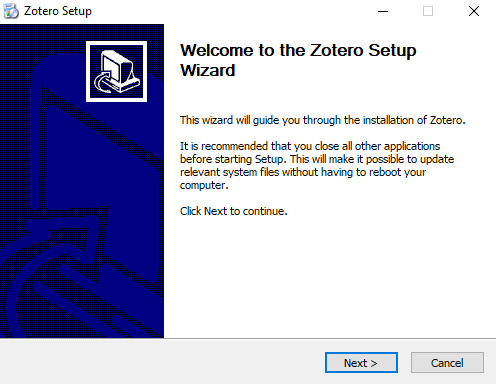 Zotero Setup
Welcome to the Zotero Setup
Wizard
This wizard will guide you through the installation of Zotero.
It is recommended that you close all other applications
before starting Setup. This will make it possible to update
relevant system files without having to reboot your
computer.
Click Next to continue.
Next >
Cancel